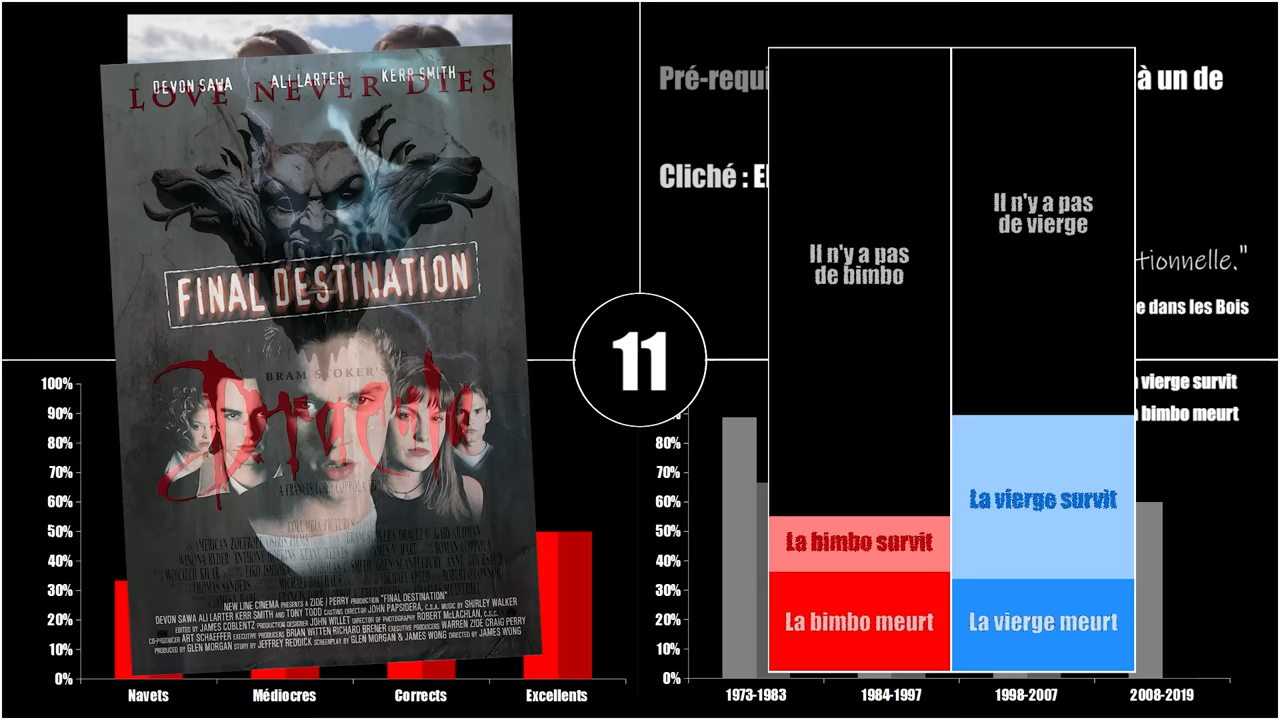 DEVON SAWA ALI LARTER KERR SMITH
LOVE NEVER DIES
FINAL DESTINATION
BRAM STOKER'S
NEW LINE CINEMA PRESENTS A ZIDE / PERRY PRODUCTION "FINAL DESTINATION"
DEVON SAWA ALI LARTER KERR SMITH AND TONY TODD CASTING DIRECTOR JOHN PAPSIDERA, C.S.A. MUSIC BY SHIRLEY WALKER
EDITED BY JAMES COBLENTZ PRODUCTION DESIGNER JOHN WILLET DIRECTOR OF PHOTOGRAPHY ROBERT McLACHLAN, C.S.C.
CO-PRODUCER ART SCHAEFFER EXECUTIVE PRODUCERS BRIAN WITTEN RICHARD BRENER EXECUTIVE PRODUCERS WARREN ZIDE CRAIG PERRY
PRODUCED BY GLEN MORGAN STORY BY JEFFREY REDDICK SCREENPLAY BY GLEN MORGAN & JAMES WONG DIRECTED BY JAMES WONG
100%
90%
80%
70%
60%
50%
40%
30%
20%
10%
0%
Navets Médiocres Corrects Excellents
11
Pré-requi
à un de
Cliché : El
tionnelle."
e dans les Bois
vierge survit
bimbo meurt
Il n'y a pas
de bimbo
La bimbo survit
La bimbo meurt
Il n'y a pas
de vierge
La vierge survit
La vierge meurt
80%
70%
60%
50%
40%
30%
20%
10%
0%
1973-1983 1984-1997 1998-2007 2008-2019